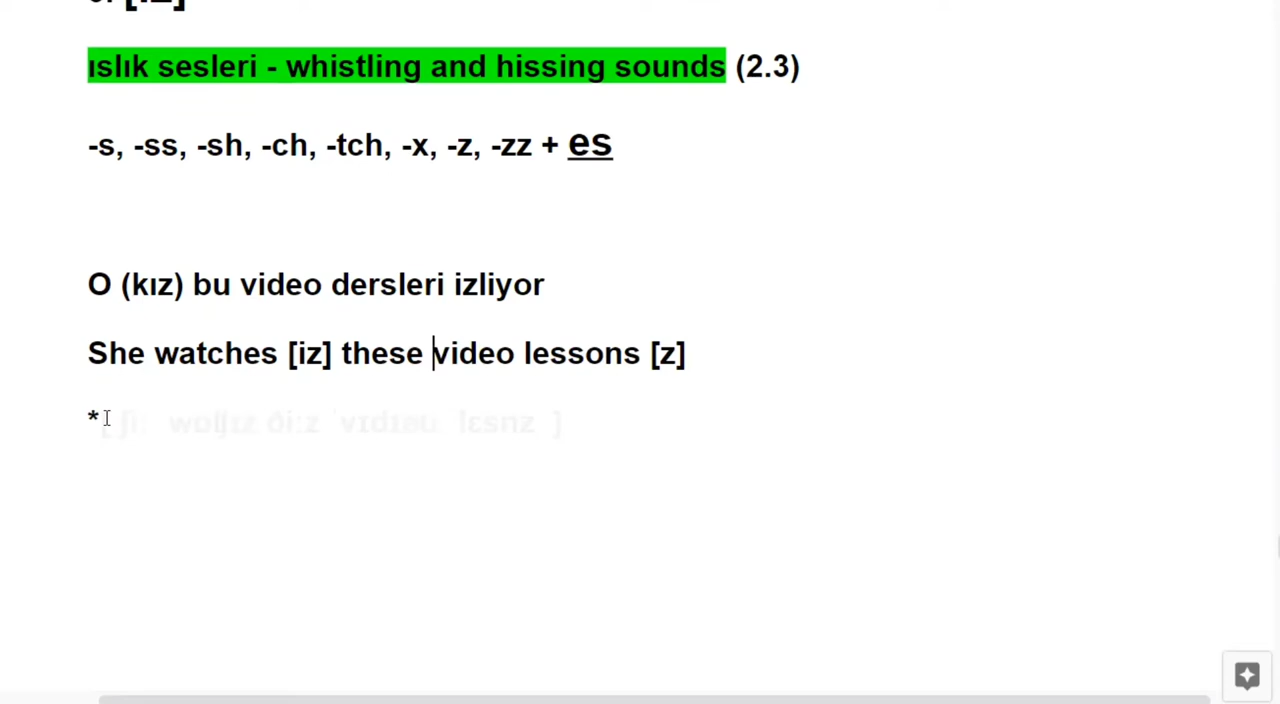 ıslık sesleri - whistling and hissing sounds (2.3)
-s, -ss, -sh, -ch, -tch, -x, -z, -zz + es
O (kız) bu video dersleri izliyor
She watches [iz] these video lessons [z]
*